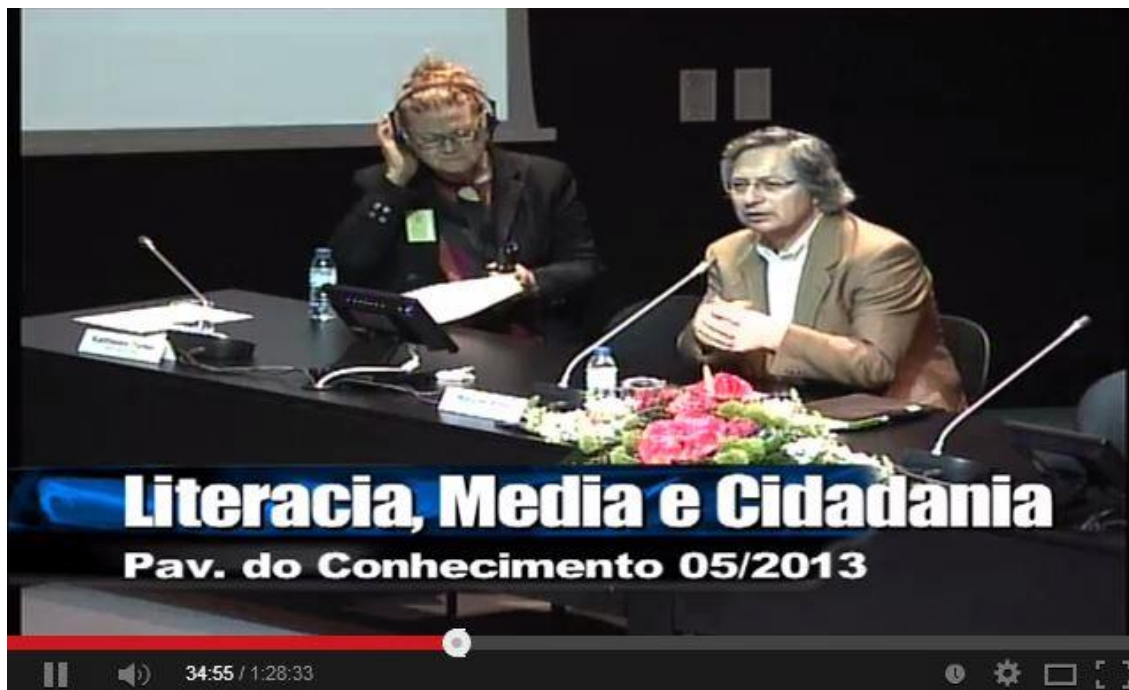 Literacia, Media e Cidadania
Pav. do Conhecimento 05/2013
34:55 / 1:28:33